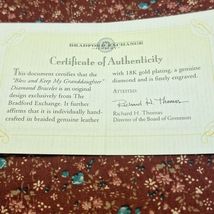 BRADFORD EXCHANGE
Certificate of Authenticity
This document certifies that the
"Bless and Keep My Granddaughter"
Diamond Bracelet is an original
design exclusively from The
Bradford Exchange. It further
affirms that it is individually hand-
crafted in braided genuine leather
with 18K gold plating, a genuine
diamond and is finely engraved.
ATTESTED:
Richard H. Thomas
Richard H. Thomas
Director of the Board of Governors